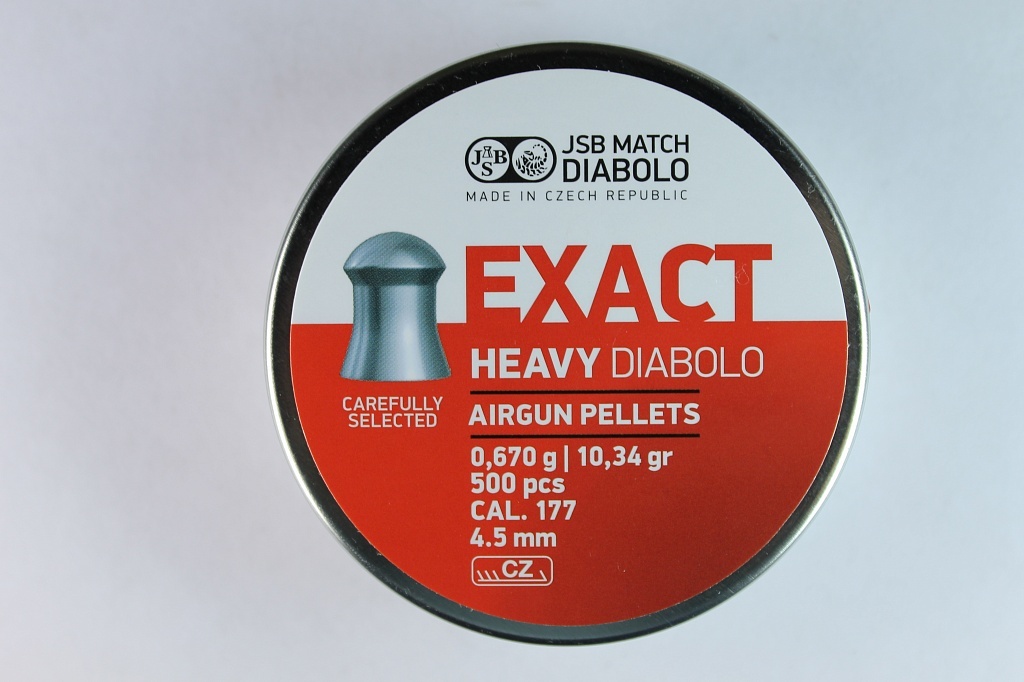 JSB
JSB MATCH
DIABOLO
MADE IN CZECH REPUBLIC
EXACT
HEAVY DIABOLO
CAREFULLY
SELECTED
AIRGUN PELLETS
0,670 g | 10,34 gr
500 pcs
CAL. 177
4.5 mm
CZ